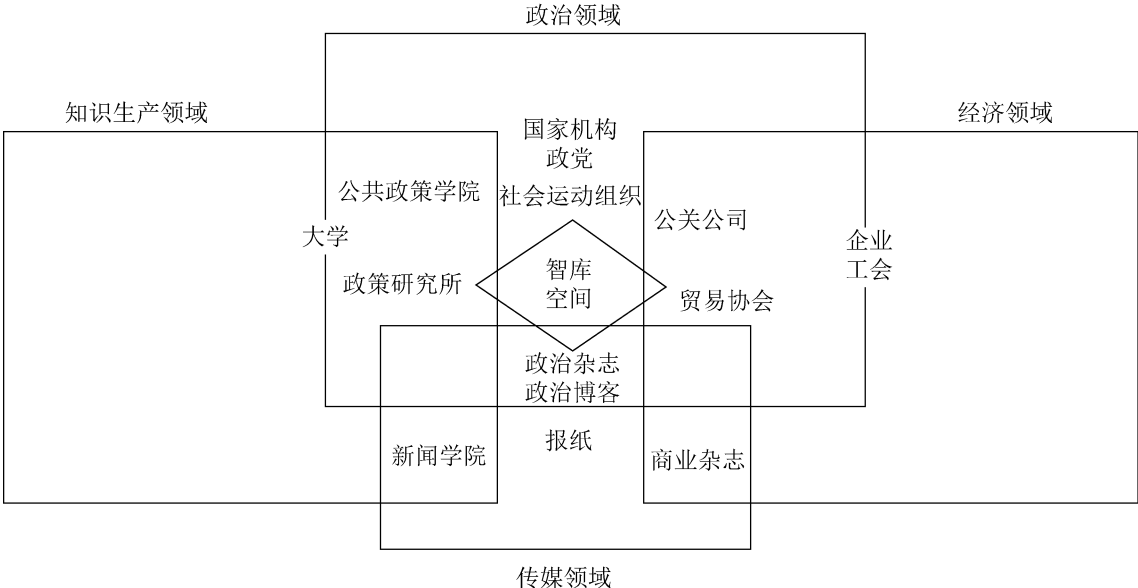 政治领域
知识生产领域
经济领域
国家机构
政党
公共政策学院
社会运动组织
公关公司
大学
企业
工会
智库
空间
政策研究所
贸易协会
政治杂志
政治博客
报纸
新闻学院
商业杂志
传媒领域